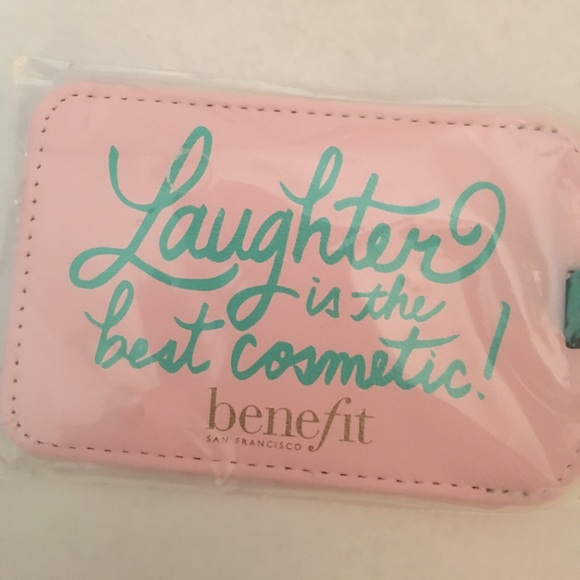 Laughter
is the
best cosmetic!
benefit
SAN FRANCISCO